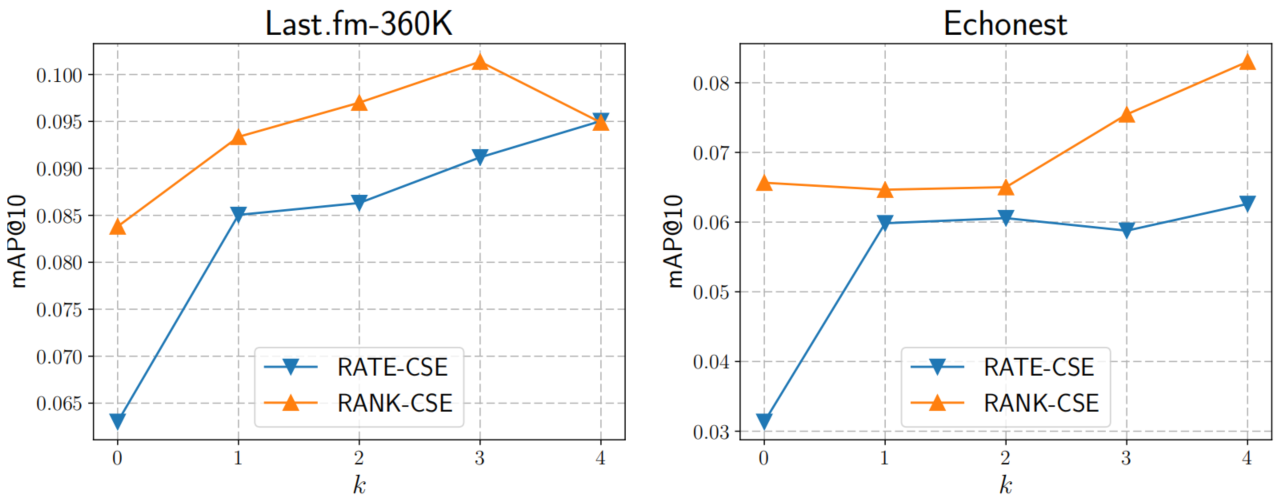 Last.fm-360K
mAP@10
0.100
0.095
0.090
0.085
0.080
0.075
0.070
0.065
RATE-CSE
RANK-CSE
0 1 2 3 4
k
Echonest
mAP@10
0.08
0.07
0.06
0.05
0.04
0.03
RATE-CSE
RANK-CSE
0 1 2 3 4
k